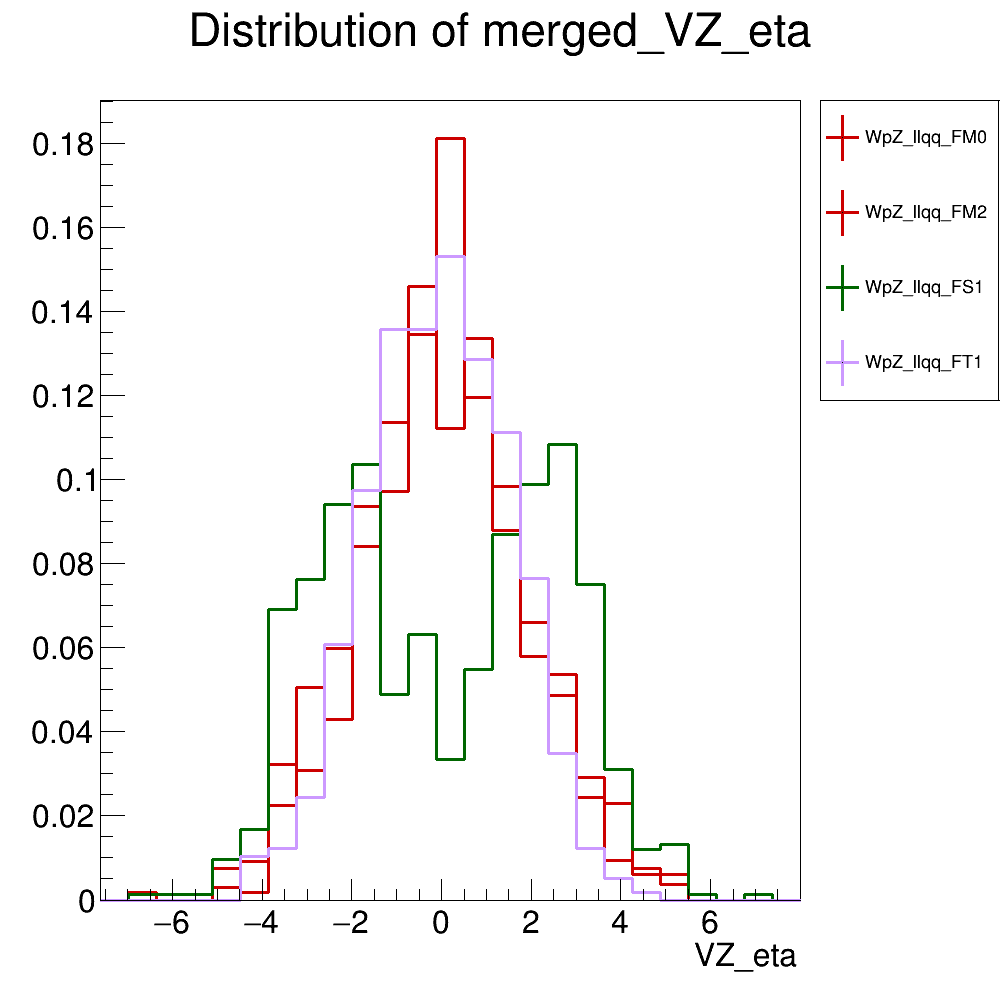 Distribution of merged_VZ_eta
WpZ_llqq_FM0
WpZ_llqq_FM2
WpZ_llqq_FS1
WpZ_llqq_FT1
0.18
0.16
0.14
0.12
0.1
0.08
0.06
0.04
0.02
0
−6 −4 −2 0 2 4 6
VZ_eta